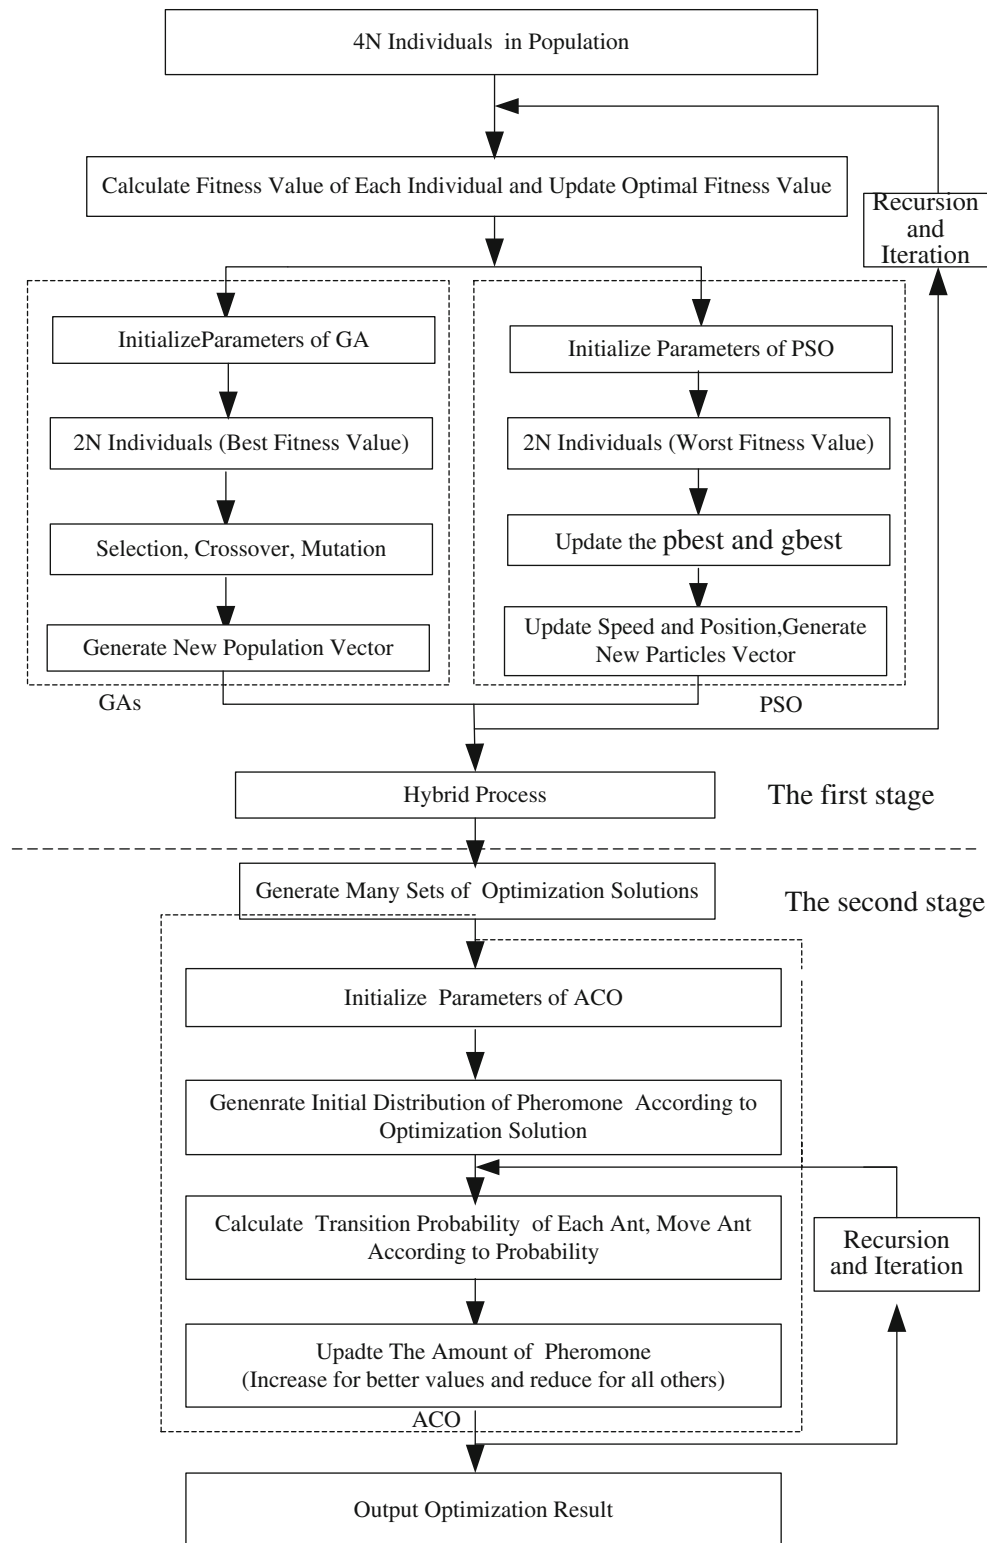 4N Individuals in Population
Calculate Fitness Value of Each Individual and Update Optimal Fitness Value
Recursion
and
Iteration
InitializeParameters of GA
2N Individuals (Best Fitness Value)
Selection, Crossover, Mutation
Generate New Population Vector
GAs
Initialize Parameters of PSO
2N Individuals (Worst Fitness Value)
Update the pbest and gbest
Update Speed and Position,Generate
New Particles Vector
PSO
Hybrid Process
The first stage
Generate Many Sets of Optimization Solutions
The second stage
Initialize Parameters of ACO
Genenrate Initial Distribution of Pheromone According to
Optimization Solution
Calculate Transition Probability of Each Ant, Move Ant
According to Probability
Recursion
and Iteration
Upadte The Amount of Pheromone
(Increase for better values and reduce for all others)
ACO
Output Optimization Result